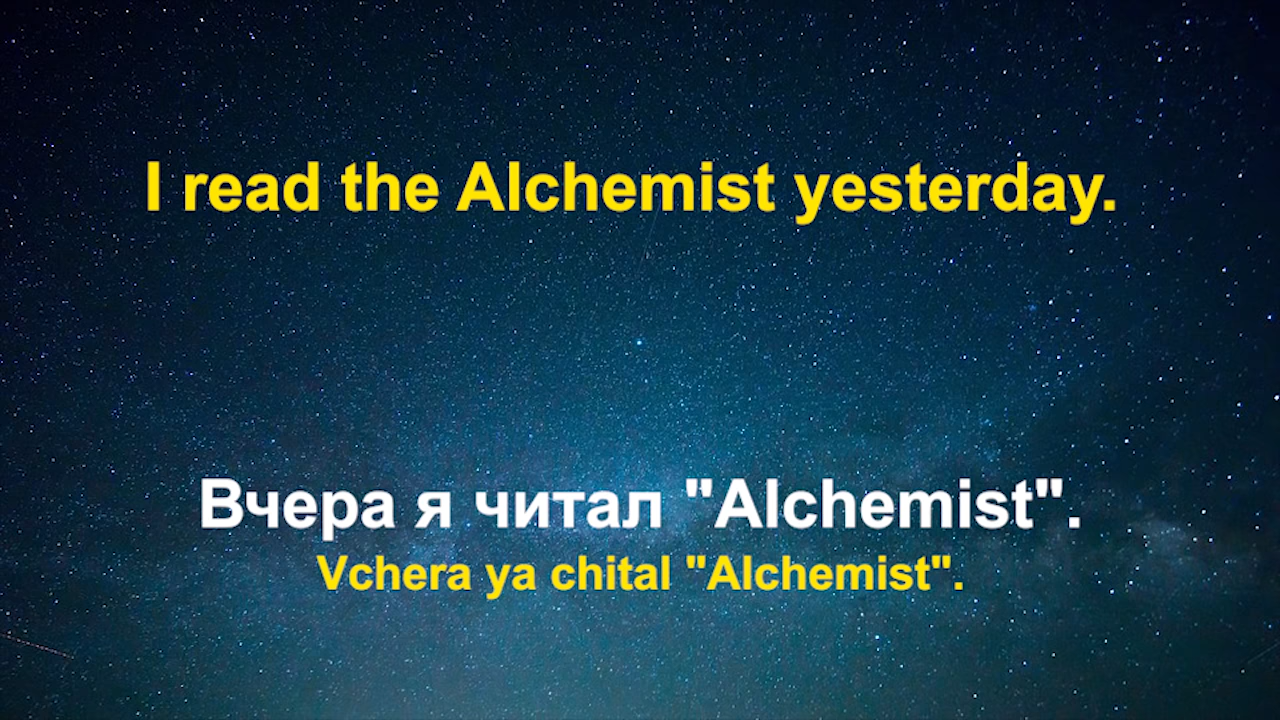 I read the Alchemist yesterday.
Вчера я читал "Alchemist".
Vchera ya chital "Alchemist".